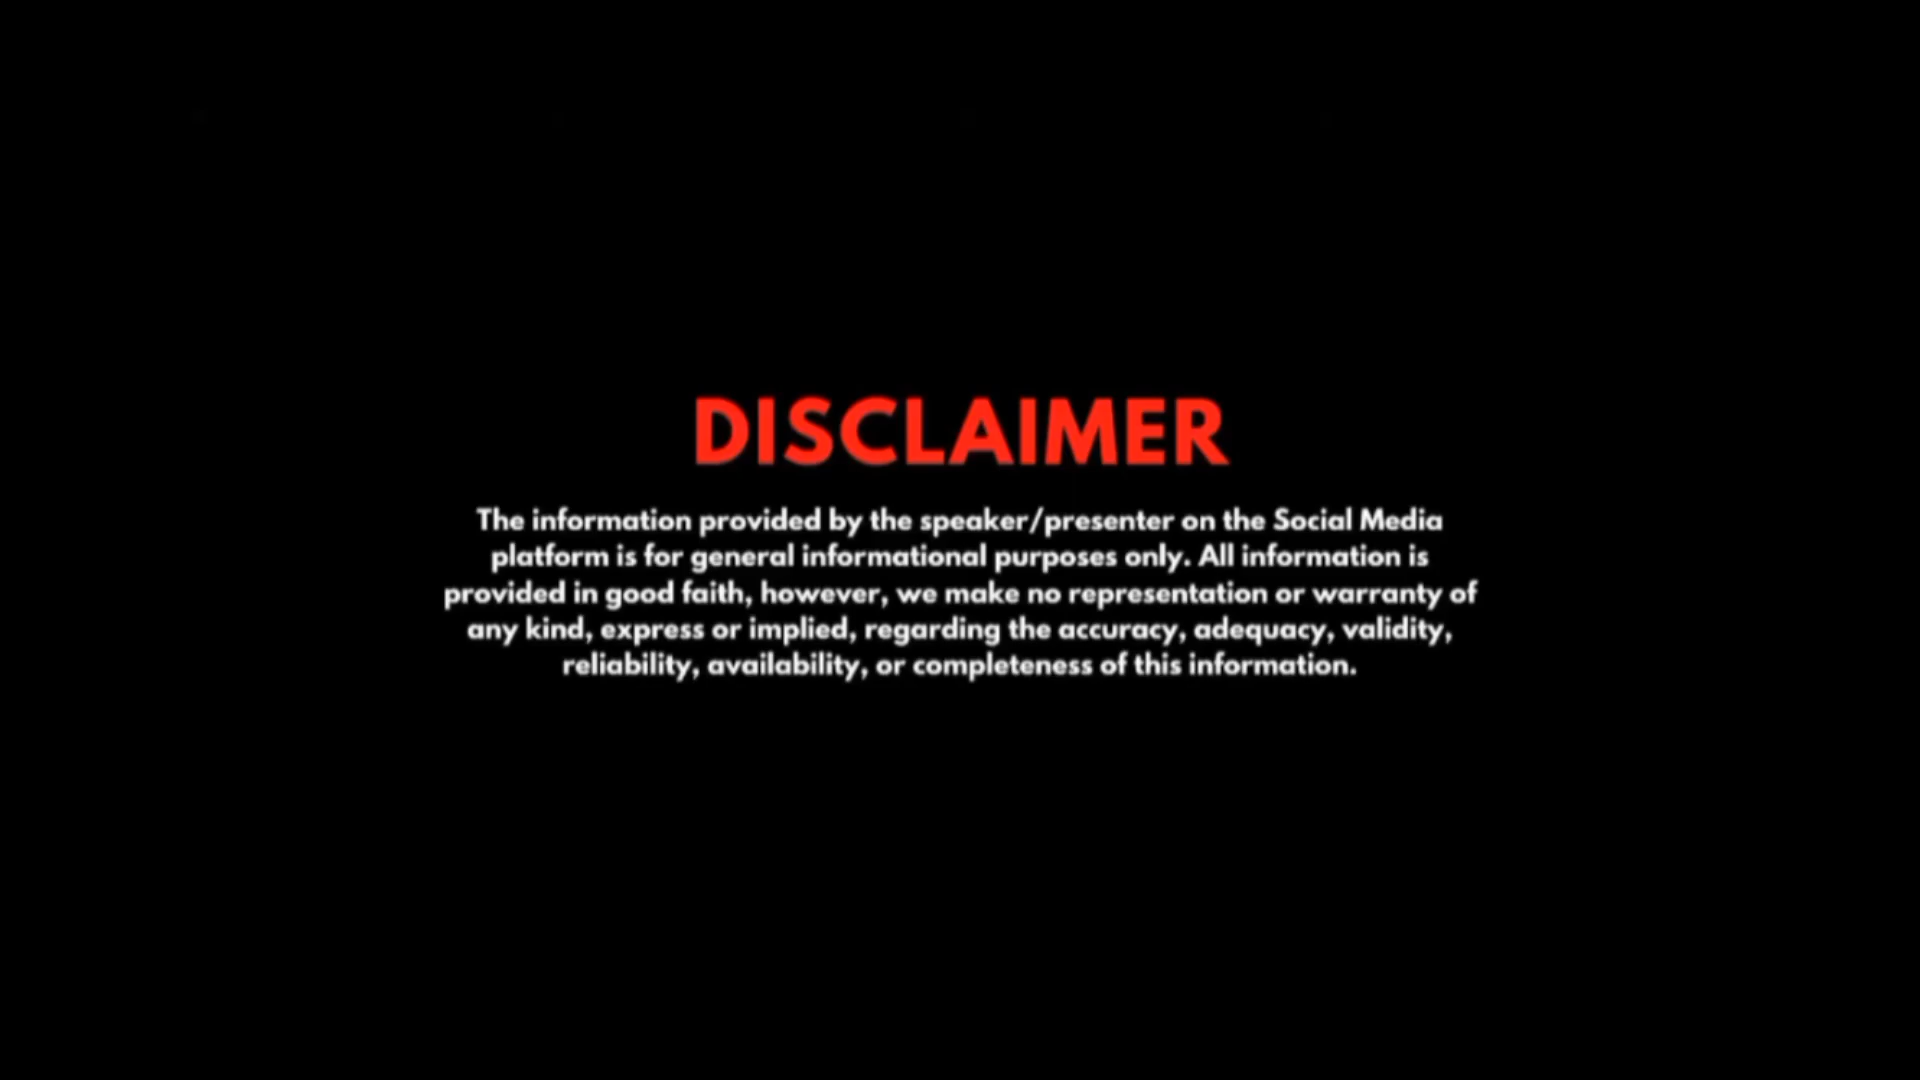 DISCLAIMER
The information provided by the speaker/presenter on the Social Media
platform is for general informational purposes only. All information is
provided in good faith, however, we make no representation or warranty of
any kind, express or implied, regarding the accuracy, adequacy, validity,
reliability, availability, or completeness of this information.